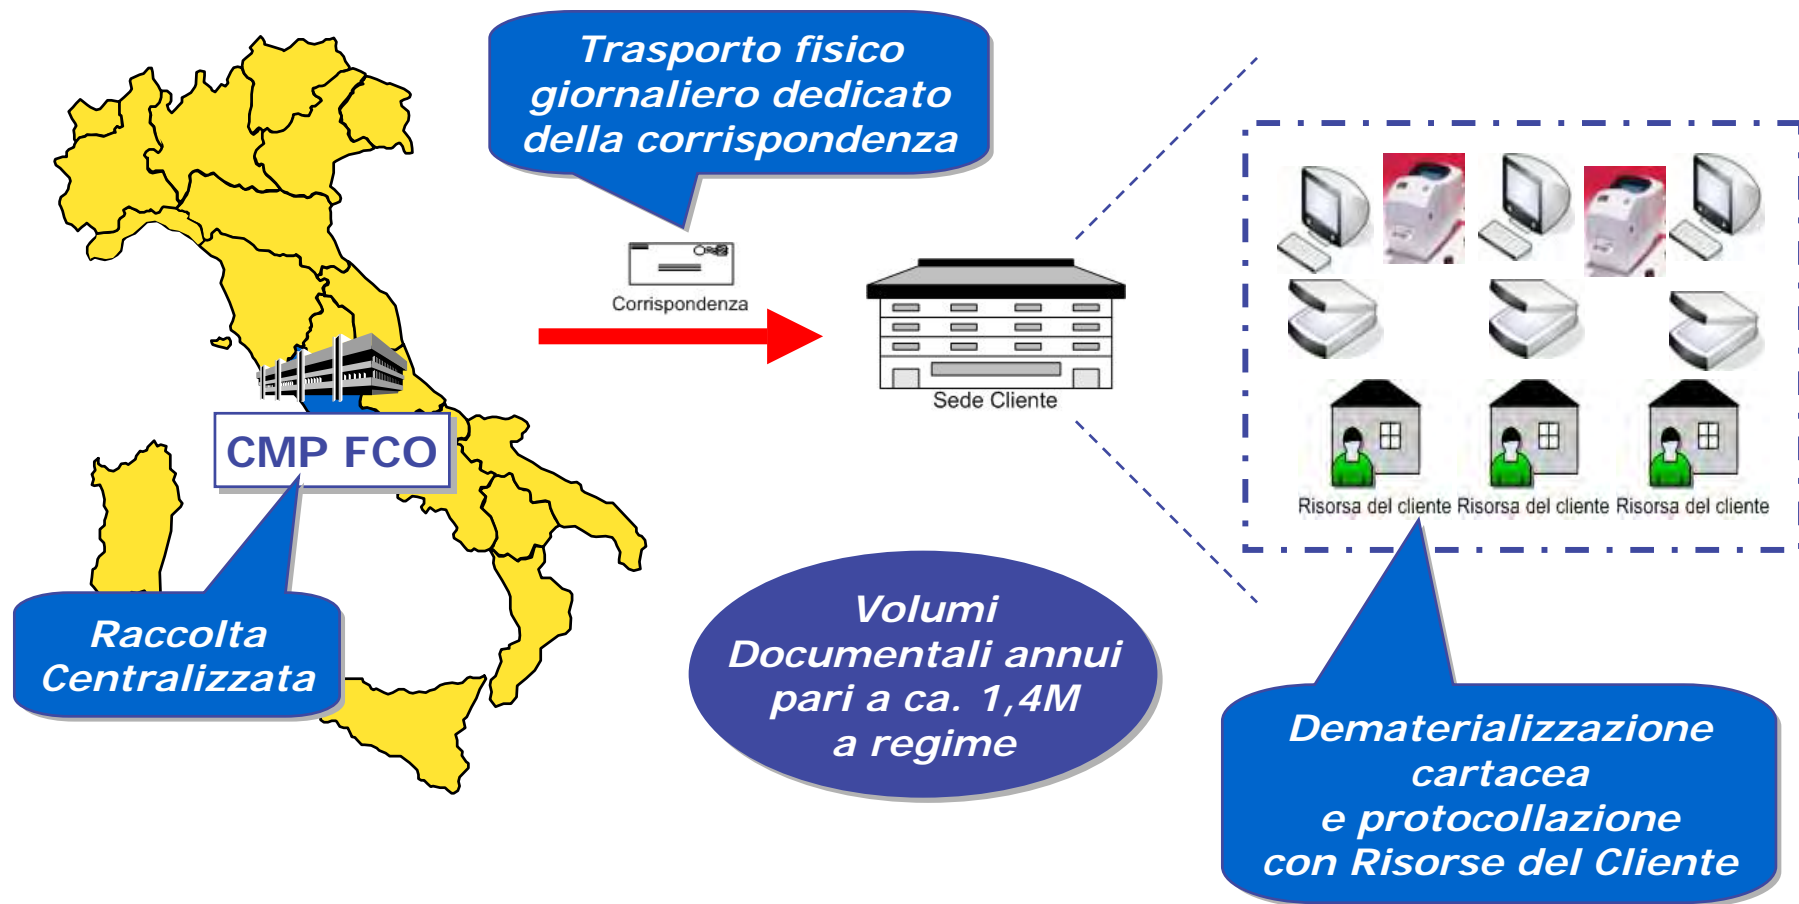 Trasporto fisico
giornaliero dedicato
della corrispondenza
Corrispondenza
Sede Cliente
CMP FCO
Raccolta
Centralizzata
Volumi
Documentali annui
pari a ca. 1,4M
a regime
Risorsa del cliente Risorsa del cliente Risorsa del cliente
Dematerializzazione
cartacea
e protocollazione
con Risorse del Cliente